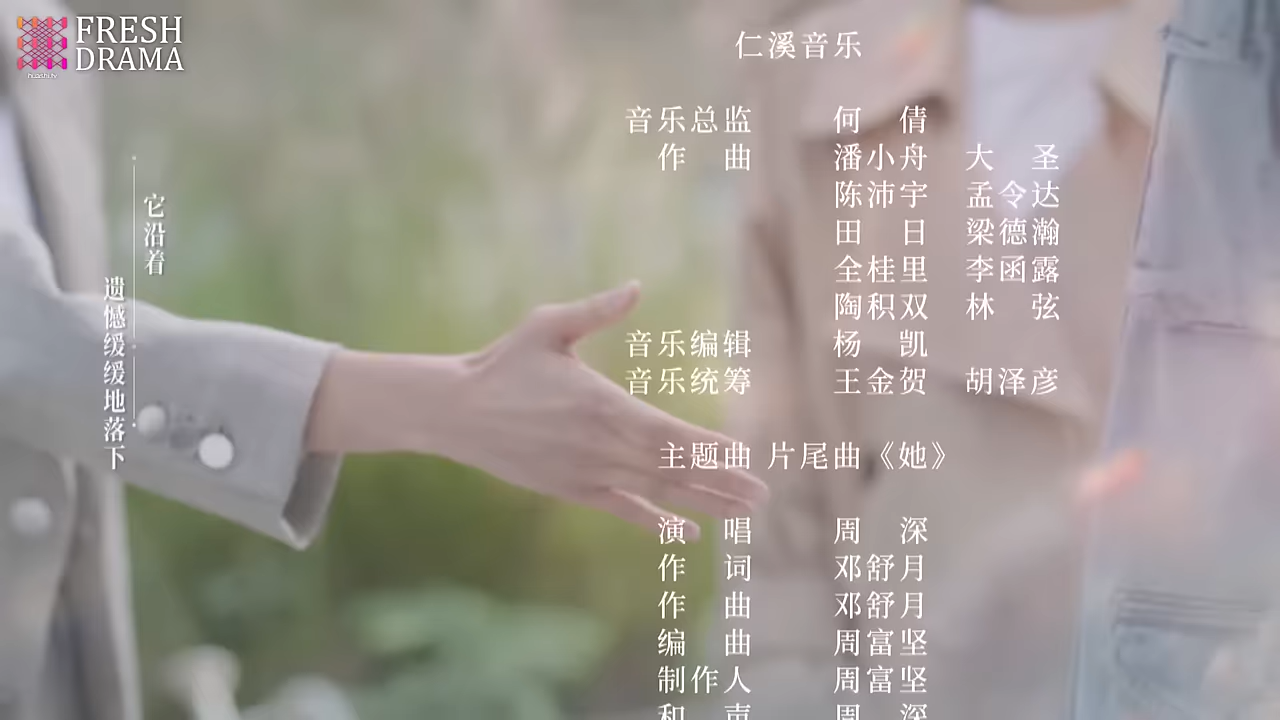 FRESH
DRAMA
它沿着
遗憾缓缓地落下
仁溪音乐
音乐总监 何倩
作曲 潘小舟 大圣
陈沛宇 孟令达
田日 梁德瀚
全桂里 李函露
陶积双 林弦
音乐编辑 杨凯
音乐统筹 王金贺 胡泽彦
主题曲 片尾曲《她》
演唱 周深
作词 邓舒月
作曲 邓舒月
编曲 周富坚
制作人 周富坚
和声 周深